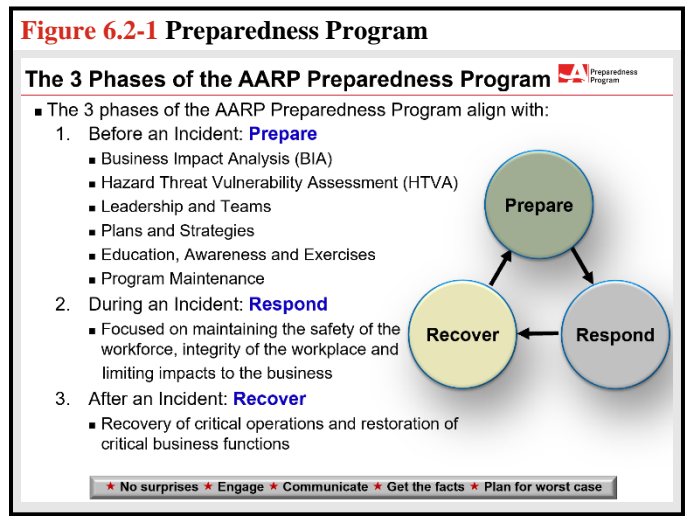 Figure 6.2-1 Preparedness Program
The 3 Phases of the AARP Preparedness Program
Preparedness
Program
▪ The 3 phases of the AARP Preparedness Program align with:
1. Before an Incident: Prepare
▪ Business Impact Analysis (BIA)
▪ Hazard Threat Vulnerability Assessment (HTVA)
▪ Leadership and Teams
▪ Plans and Strategies
▪ Education, Awareness and Exercises
▪ Program Maintenance
2. During an Incident: Respond
▪ Focused on maintaining the safety of the
workforce, integrity of the workplace and
limiting impacts to the business
3. After an Incident: Recover
▪ Recovery of critical operations and restoration of
critical business functions
Prepare
Recover
Respond
★ No surprises ★ Engage ★ Communicate ★ Get the facts ★ Plan for worst case